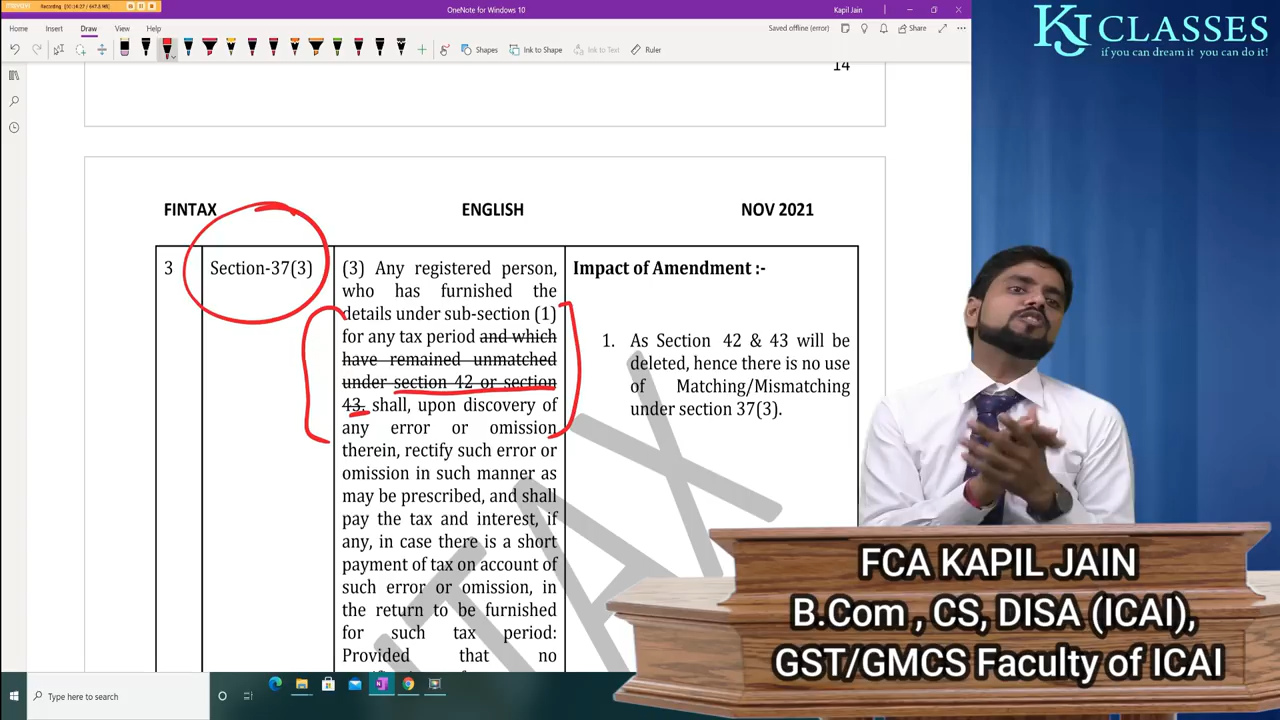 Recording
OneNote for Windows 10
Kapil Jain
Home Insert Draw View Help
Saved offline (error)
Share
Shapes Ink to Shape Ink to Text Ruler
KJ CLASSES
if you can dream it you can do it!
14
FINTAX ENGLISH NOV 2021
3 Section-37(3)
(3) Any registered person,
who has furnished the
details under sub-section (1)
for any tax period and which
have remained unmatched
under section 42 or section
43, shall, upon discovery of
any error or omission
therein, rectify such error or
omission in such manner as
may be prescribed, and shall
pay the tax and interest, if
any, in case there is a short
payment of tax on account of
such error or omission, in
the return to be furnished
for such tax period:
Provided that no
Impact of Amendment :-
1. As Section 42 & 43 will be
deleted, hence there is no use
of Matching/Mismatching
under section 37(3).
TAX
FCA KAPIL JAIN
B.Com , CS, DISA (ICAI),
GST/GMCS Faculty of ICAI
Type here to search